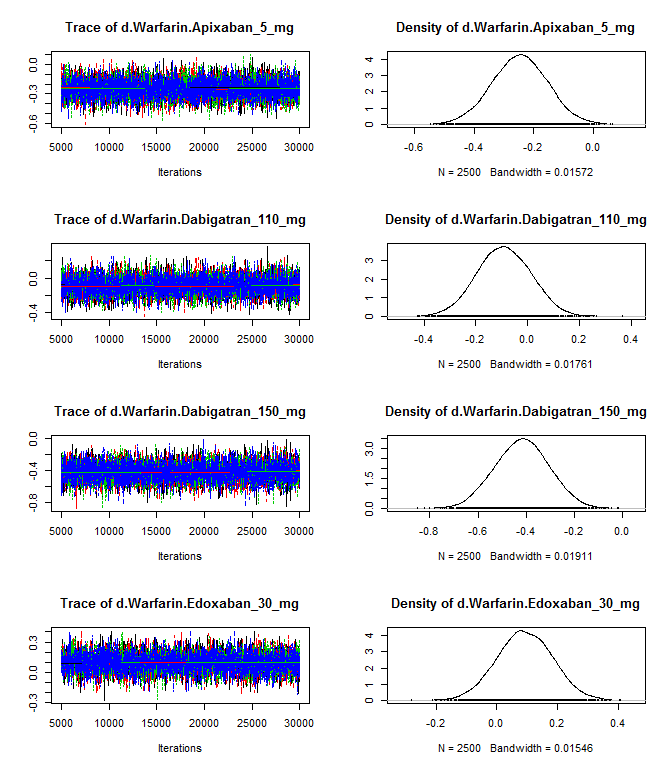 Trace of d.Warfarin.Apixaban_5_mg
0.0
-0.3
-0.6
5000 10000 15000 20000 25000 30000
Iterations
Density of d.Warfarin.Apixaban_5_mg
4
3
2
1
0
-0.6 -0.4 -0.2 0.0
N = 2500 Bandwidth = 0.01572
Trace of d.Warfarin.Dabigatran_110_mg
0.0
-0.4
5000 10000 15000 20000 25000 30000
Iterations
Density of d.Warfarin.Dabigatran_110_mg
3
2
1
0
-0.4 -0.2 0.0 0.2 0.4
N = 2500 Bandwidth = 0.01761
Trace of d.Warfarin.Dabigatran_150_mg
0.0
-0.4
-0.8
5000 10000 15000 20000 25000 30000
Iterations
Density of d.Warfarin.Dabigatran_150_mg
3.0
1.5
0.0
-0.8 -0.6 -0.4 -0.2 0.0
N = 2500 Bandwidth = 0.01911
Trace of d.Warfarin.Edoxaban_30_mg
0.3
0.0
-0.3
5000 10000 15000 20000 25000 30000
Iterations
Density of d.Warfarin.Edoxaban_30_mg
4
3
2
1
0
-0.2 0.0 0.2 0.4
N = 2500 Bandwidth = 0.01546